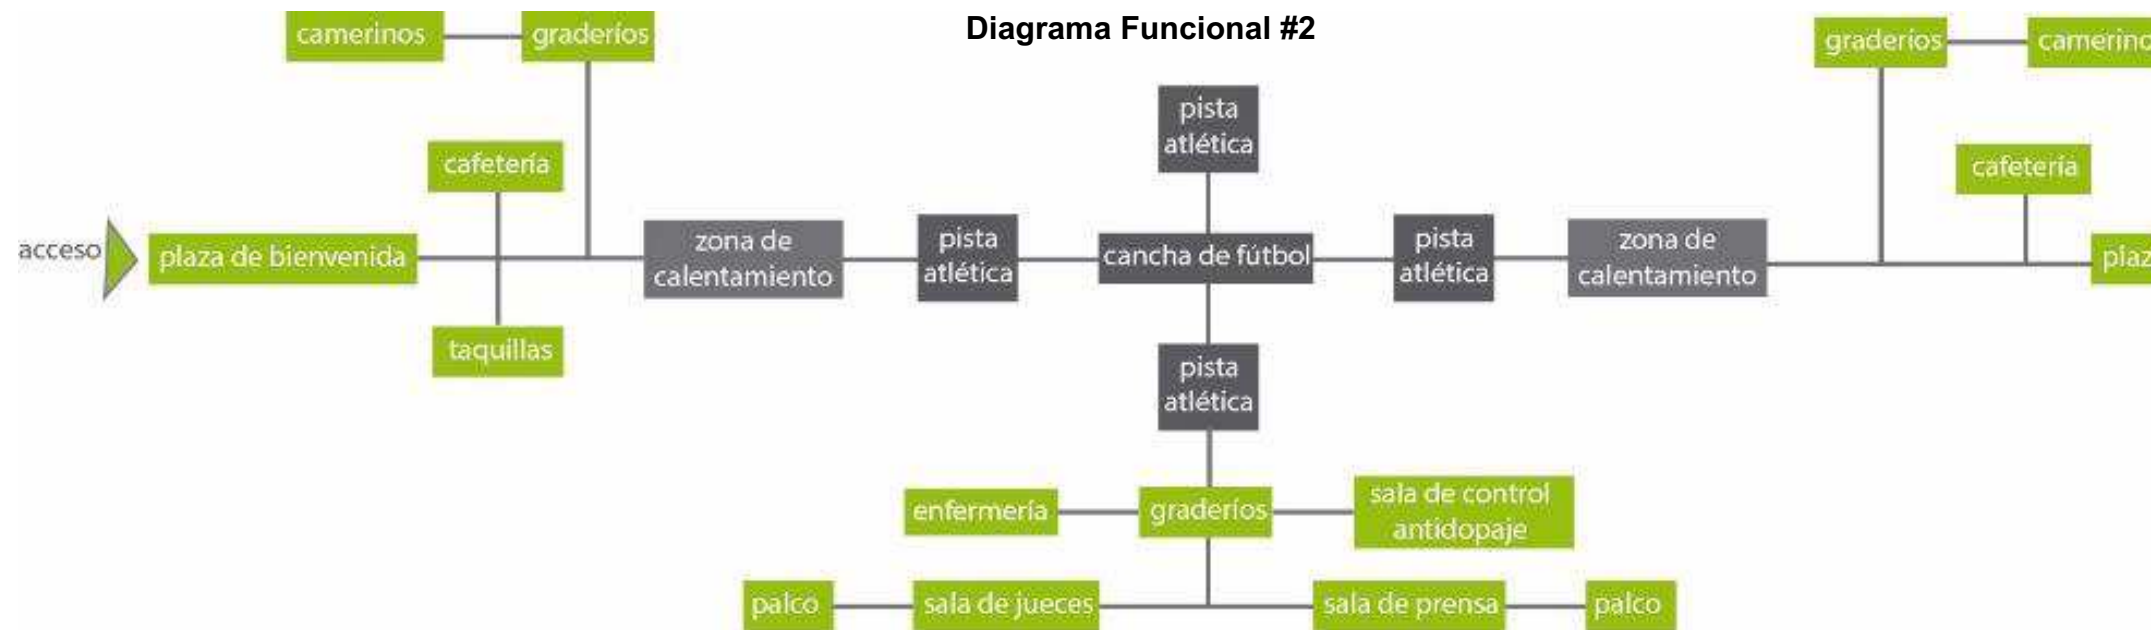 Diagrama Funcional #2
camerinos
graderíos
graderíos
camerino
pista
atlética
cafetería
cafetería
acceso
plaza de bienvenida
zona de
calentamiento
pista
atlética
cancha de fútbol
pista
atlética
zona de
calentamiento
plaz
taquillas
pista
atlética
enfermería
graderíos
sala de control
antidopaje
palco
sala de jueces
sala de prensa
palco